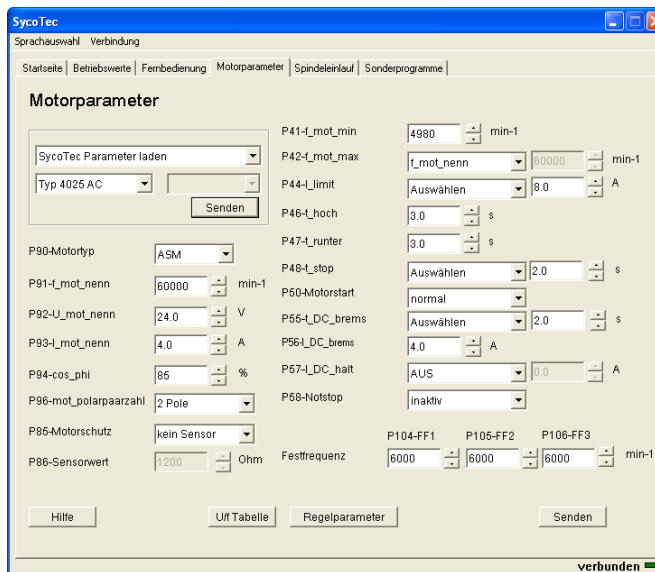 SycoTec
Sprachauswahl Verbindung
Startseite Betriebswerte Fernbedienung Motorparameter Spindeleinlauf Sonderprogramme
Motorparameter
SycoTec Parameter laden
Typ 4025 AC
Senden
P90-Motortyp ASM
P91-f_mot_nenn 60000 min-1
P92-U_mot_nenn 24.0 V
P93-I_mot_nenn 4.0 A
P94-cos_phi 85 %
P96-mot_polarpaarzahl 2 Pole
P85-Motorschutz kein Sensor
P86-Sensorwert 1200 Ohm
P41-f_mot_min 4980 min-1
P42-f_mot_max f_mot_nenn 60000 min-1
P44-I_limit Auswählen 8.0 A
P46-t_hoch 3.0 s
P47-t_runter 3.0 s
P48-t_stop Auswählen 2.0 s
P50-Motorstart normal
P55-t_DC_brems Auswählen 2.0 s
P56-I_DC_brems 4.0 A
P57-I_DC_halt AUS 0.0 A
P58-Notstop inaktiv
P104-FF1 P105-FF2 P106-FF3
Festfrequenz 6000 6000 6000 min-1
Hilfe U/f Tabelle Regelparameter Senden
verbunden